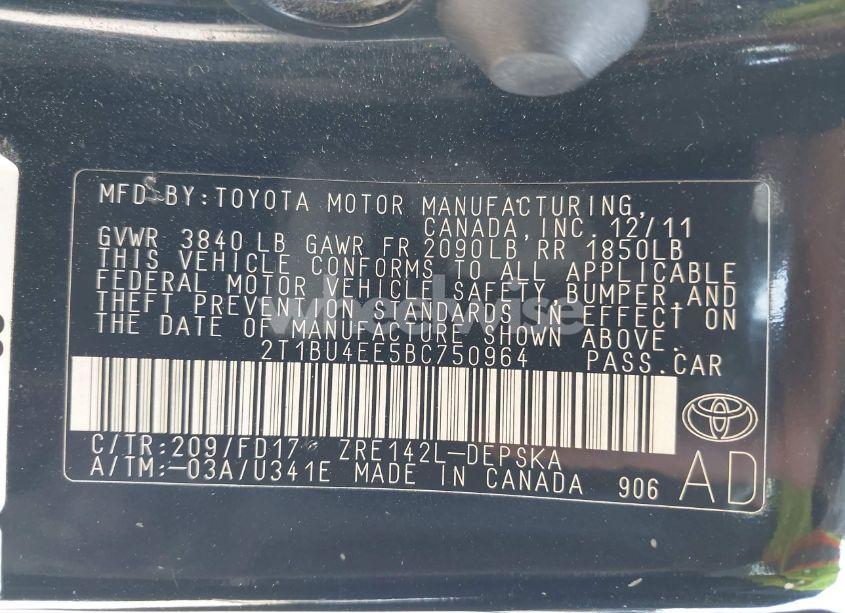 MFD BY:TOYOTA MOTOR MANUFACTURING,
CANADA, INC. 12/11
GVWR 3840 LB GAWR FR 2090LB, RR 1850LB
THIS VEHICLE CONFORMS TO ALL APPLICABLE
FEDERAL MOTOR VEHICLE SAFETY, BUMPER, AND
THEFT PREVENTION STANDARDS IN EFFECT ON
THE DATE OF MANUFACTURE SHOWN ABOVE.
wheelwise
2T1BU4EE5BC750964 PASS.CAR
C/TR:209/FD17 ZRE142L-DEPSKA
A/TM:-03A/U341E MADE IN CANADA 906 AD